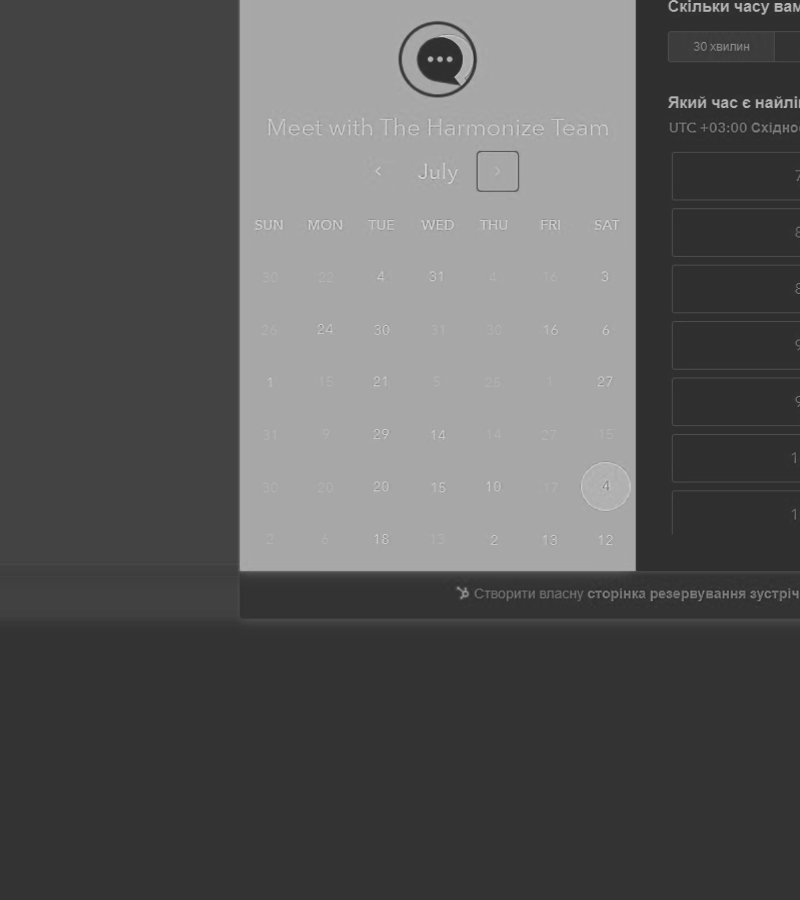 Meet with The Harmonize Team
July
SUN MON TUE WED THU FRI SAT
30 22 4 31 4 16 3
26 24 30 31 30 16 6
1 15 21 5 25 1 27
31 9 29 14 14 27 15
30 20 20 15 10 17 4
2 6 18 13 2 13 12
Скільки часу вам
30 хвилин
Який час є найлі
UTC +03:00 Східно
7
8
8
9
9
1
1
Створити власну сторінка резервування зустріч